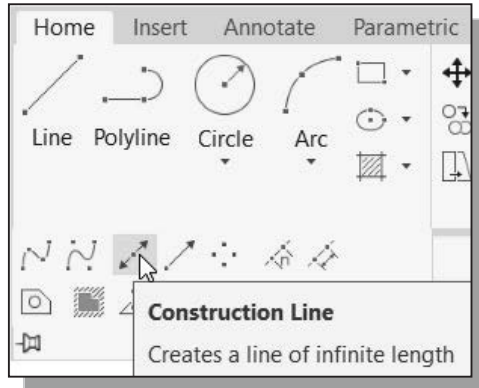 Home Insert Annotate Parametric
Line Polyline Circle Arc
Construction Line
Creates a line of infinite length